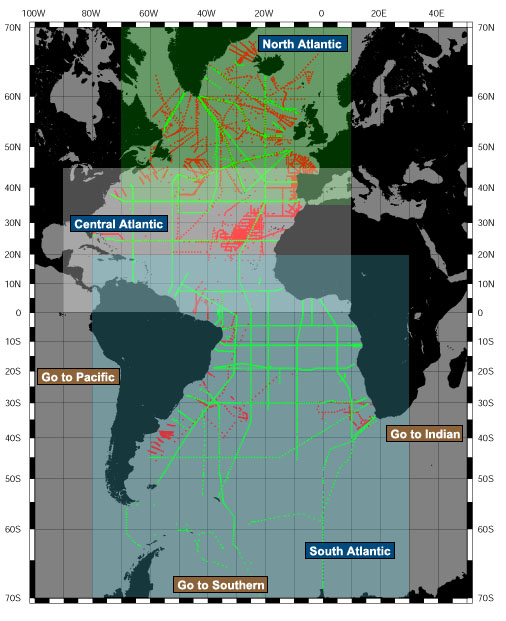 100W 80W 60W 40W 20W 0 20E 40E
70N 70N
North Atlantic
60N 60N
50N 50N
40N 40N
Central Atlantic
30N 30N
20N 20N
10N 10N
0 0
10S 10S
20S 20S
Go to Pacific
30S 30S
Go to Indian
40S 40S
50S 50S
60S 60S
South Atlantic
Go to Southern
70S 70S